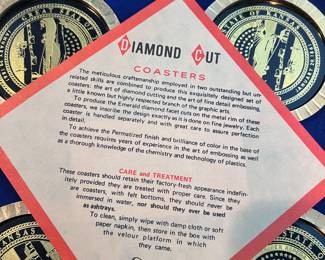 DIAMOND CUT
COASTERS
The meticulous craftsmanship employed in two outstanding but un-
related skills are combined to produce this exquisitely designed set of
coasters: the art of diamond cutting and the art of fine detail embossing,
a little known but highly respected branch of the graphic arts.
To produce the Emerald diamond facet cuts on the metal rim of these
coasters, we inscribe the design exactly as it is done on fine jewelry. Each
coaster is handled separately and with great care to assure perfection
in detail.
To achieve the Permatized finish and brilliance of color in the base of
the coasters requires years of experience in the art of embossing as well
as a thorough knowledge of the chemistry and technology of plastics.
CARE and TREATMENT
These coasters should retain their factory-fresh appearance indefin-
itely provided they are treated with proper care. Since they
are coasters, with felt bottoms, they should never be
immersed in water, nor should they ever be used
as ashtrays.
To clean, simply wipe with damp cloth or soft
paper napkin, then store in the box with
the velour platform in which
they came.
STATE OF KANSAS